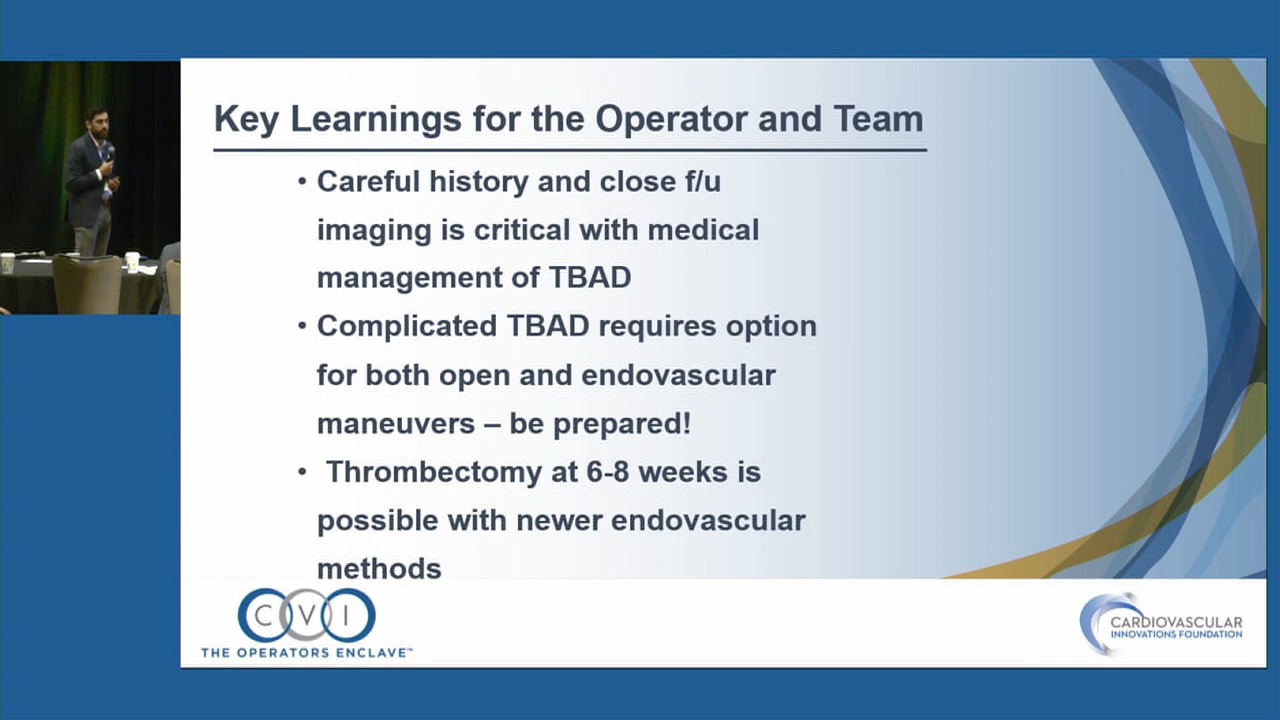 Key Learnings for the Operator and Team
• Careful history and close f/u
imaging is critical with medical
management of TBAD
• Complicated TBAD requires option
for both open and endovascular
maneuvers – be prepared!
• Thrombectomy at 6-8 weeks is
possible with newer endovascular
methods
CVI
THE OPERATORS ENCLAVE™
CARDIOVASCULAR
INNOVATIONS FOUNDATION